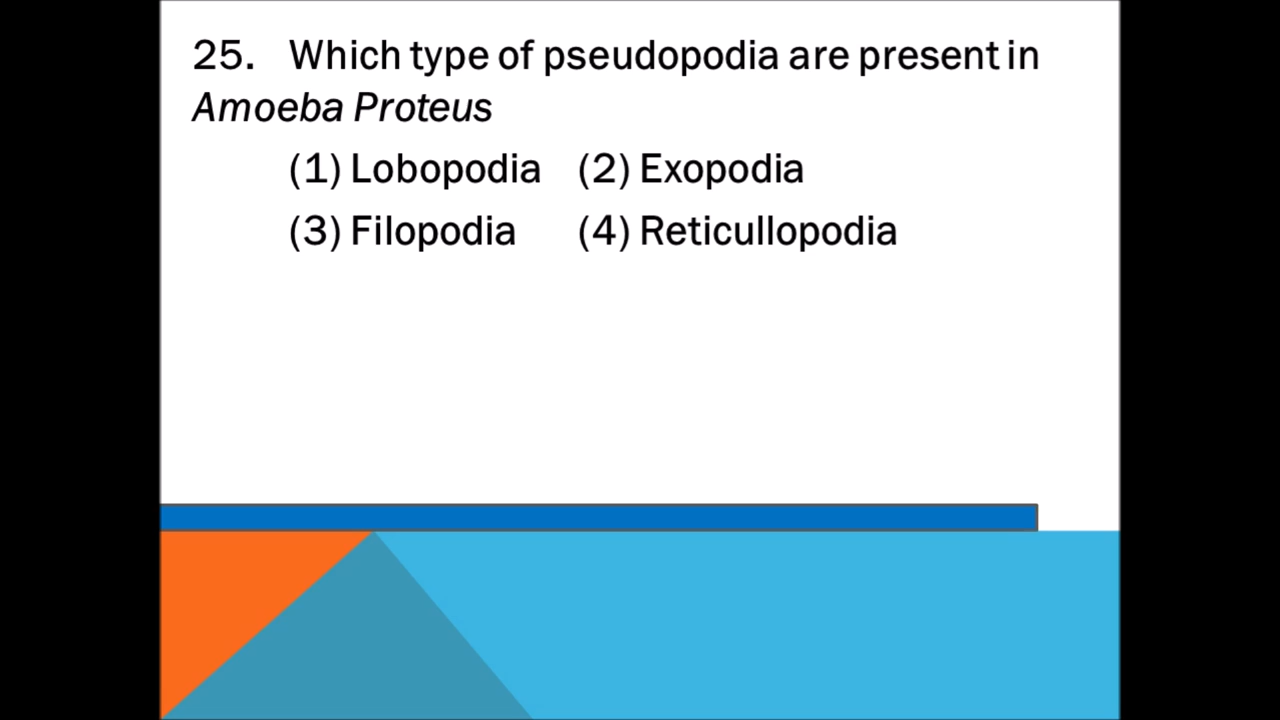 25. Which type of pseudopodia are present in
Amoeba Proteus
(1) Lobopodia (2) Exopodia
(3) Filopodia (4) Reticullopodia